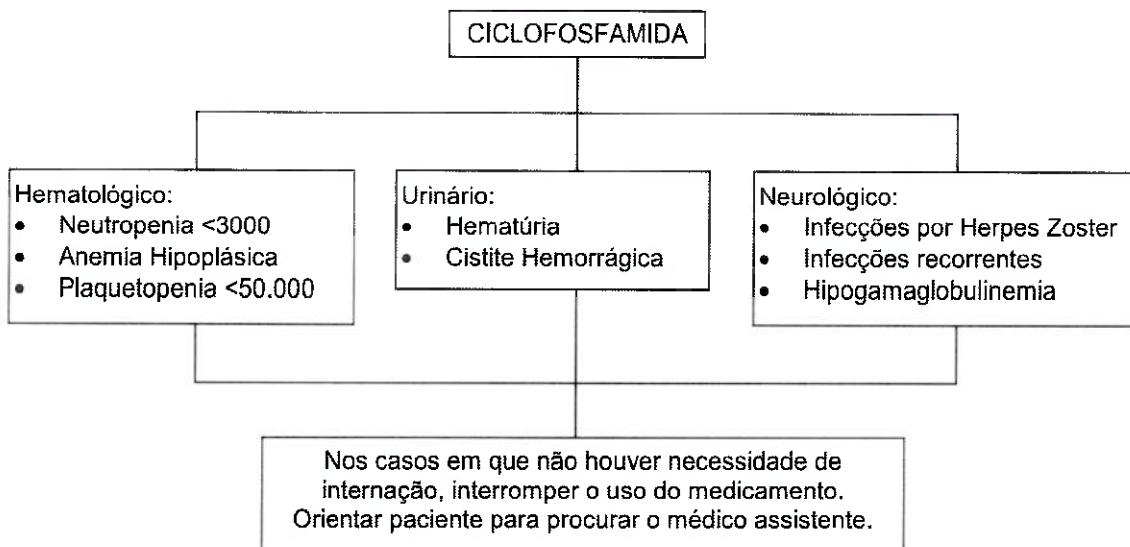 CICLOFOSFAMIDA
Hematológico:
• Neutropenia <3000
• Anemia Hipoplásica
• Plaquetopenia <50.000
Urinário:
• Hematúria
• Cistite Hemorrágica
Neurológico:
• Infecções por Herpes Zoster
• Infecções recorrentes
• Hipogamaglobulinemia
Nos casos em que não houver necessidade de
internação, interromper o uso do medicamento.
Orientar paciente para procurar o médico assistente.